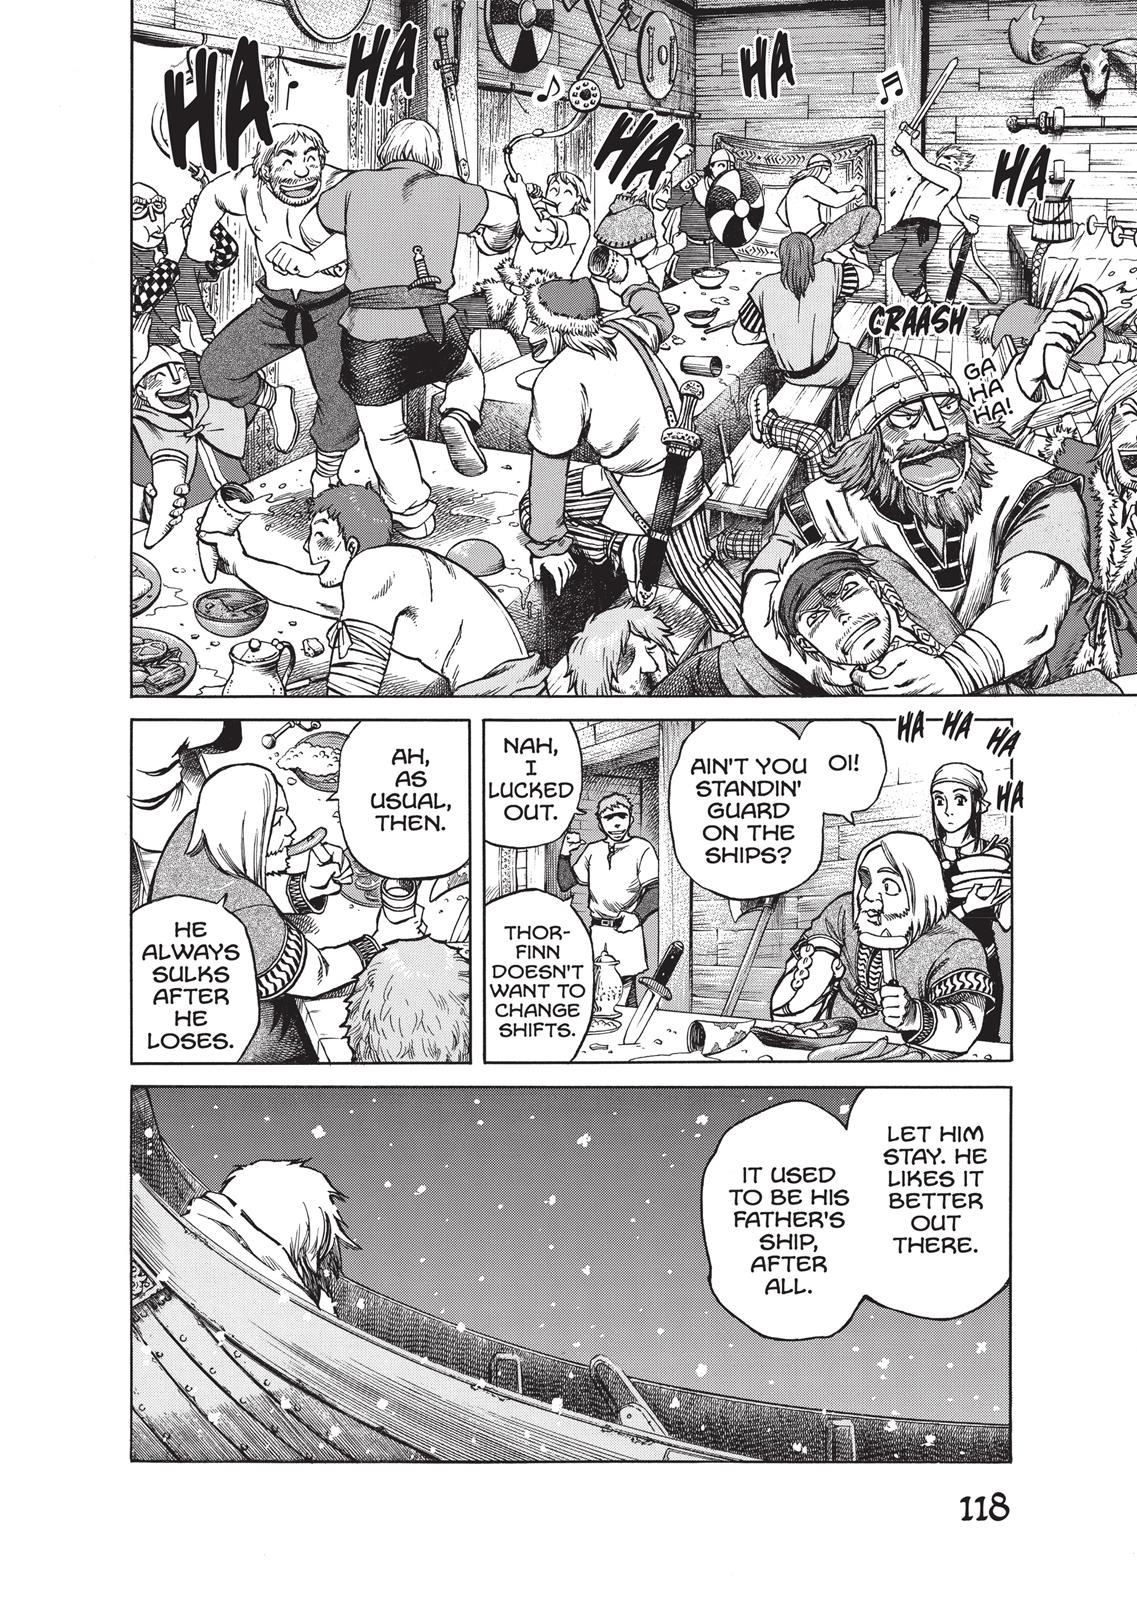 HA
HA
HA
HA
HA
CRAASH
GA
HA
HA!
HA HA HA
HA
OI!
AIN'T YOU
STANDIN'
GUARD
ON THE
SHIPS?
NAH,
I
LUCKED
OUT.
THOR-
FINN
DOESN'T
WANT TO
CHANGE
SHIFTS.
AH,
AS
USUAL,
THEN.
HE
ALWAYS
SULKS
AFTER
HE
LOSES.
LET HIM
STAY. HE
LIKES IT
BETTER
OUT
THERE.
IT USED
TO BE HIS
FATHER'S
SHIP,
AFTER
ALL.
118